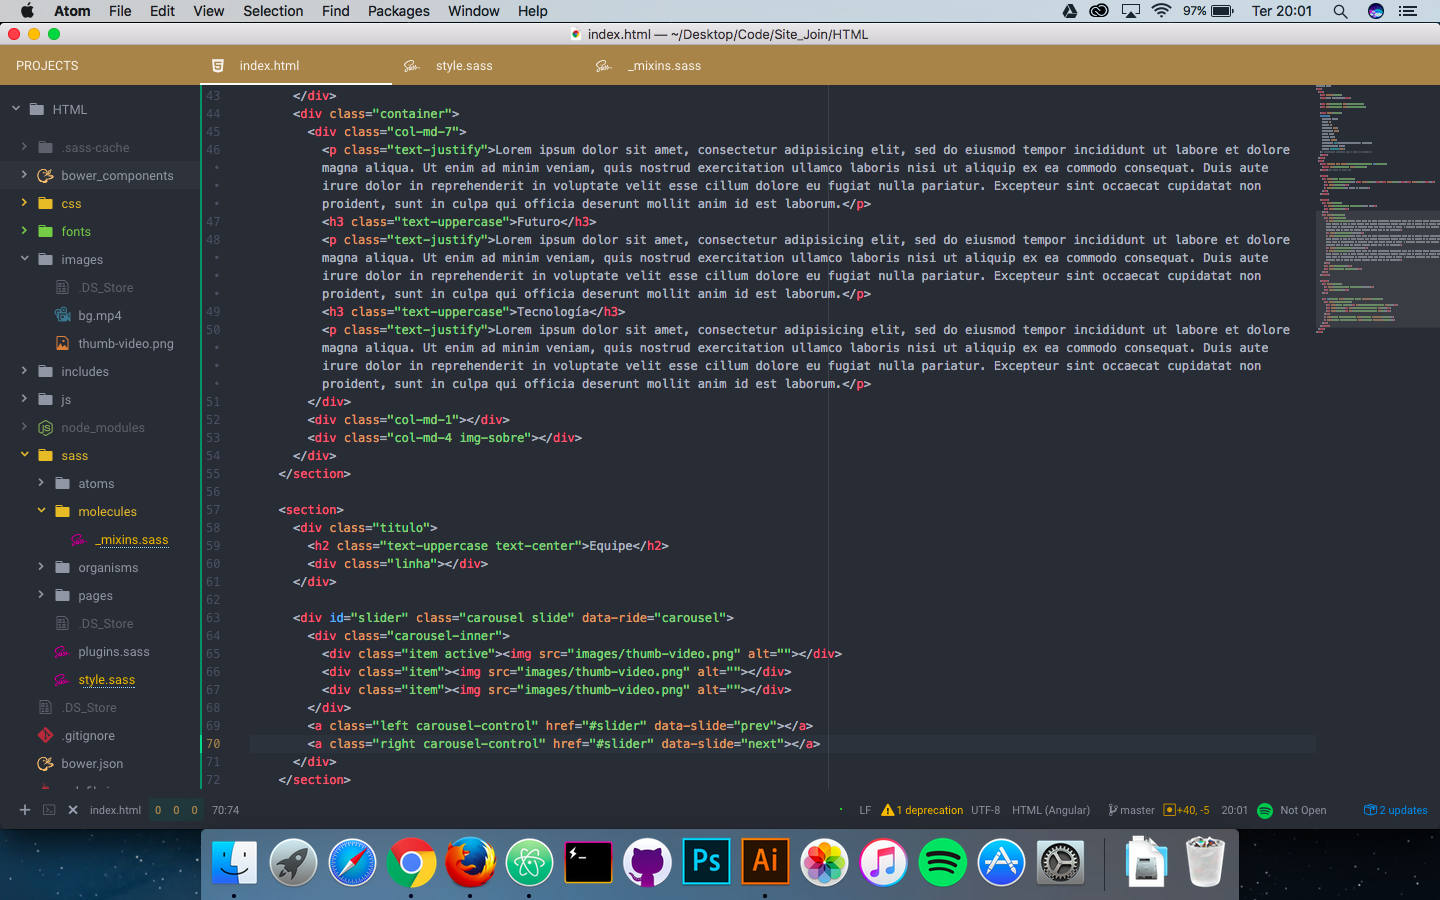 Atom File Edit View Selection Find Packages Window Help 97% Ter 20:01
index.html — ~/Desktop/Code/Site_Join/HTML
PROJECTS index.html style.sass _mixins.sass
HTML
.sass-cache
bower_components
css
fonts
images
.DS_Store
bg.mp4
thumb-video.png
includes
js
node_modules
sass
atoms
molecules
_mixins.sass
organisms
pages
.DS_Store
plugins.sass
style.sass
.DS_Store
.gitignore
bower.json
43 </div>
44 <div class="container">
45 <div class="col-md-7">
46 <p class="text-justify">Lorem ipsum dolor sit amet, consectetur adipisicing elit, sed do eiusmod tempor incididunt ut labore et dolore
magna aliqua. Ut enim ad minim veniam, quis nostrud exercitation ullamco laboris nisi ut aliquip ex ea commodo consequat. Duis aute
irure dolor in reprehenderit in voluptate velit esse cillum dolore eu fugiat nulla pariatur. Excepteur sint occaecat cupidatat non
proident, sunt in culpa qui officia deserunt mollit anim id est laborum.</p>
47 <h3 class="text-uppercase">Futuro</h3>
48 <p class="text-justify">Lorem ipsum dolor sit amet, consectetur adipisicing elit, sed do eiusmod tempor incididunt ut labore et dolore
magna aliqua. Ut enim ad minim veniam, quis nostrud exercitation ullamco laboris nisi ut aliquip ex ea commodo consequat. Duis aute
irure dolor in reprehenderit in voluptate velit esse cillum dolore eu fugiat nulla pariatur. Excepteur sint occaecat cupidatat non
proident, sunt in culpa qui officia deserunt mollit anim id est laborum.</p>
49 <h3 class="text-uppercase">Tecnología</h3>
50 <p class="text-justify">Lorem ipsum dolor sit amet, consectetur adipisicing elit, sed do eiusmod tempor incididunt ut labore et dolore
magna aliqua. Ut enim ad minim veniam, quis nostrud exercitation ullamco laboris nisi ut aliquip ex ea commodo consequat. Duis aute
irure dolor in reprehenderit in voluptate velit esse cillum dolore eu fugiat nulla pariatur. Excepteur sint occaecat cupidatat non
proident, sunt in culpa qui officia deserunt mollit anim id est laborum.</p>
51 </div>
52 <div class="col-md-1"></div>
53 <div class="col-md-4 img-sobre"></div>
54 </div>
55 </section>
56
57 <section>
58 <div class="titulo">
59 <h2 class="text-uppercase text-center">Equipe</h2>
60 <div class="linha"></div>
61 </div>
62
63 <div id="slider" class="carousel slide" data-ride="carousel">
64 <div class="carousel-inner">
65 <div class="item active"><img src="images/thumb-video.png" alt=""></div>
66 <div class="item"><img src="images/thumb-video.png" alt=""></div>
67 <div class="item"><img src="images/thumb-video.png" alt=""></div>
68 </div>
69 <a class="left carousel-control" href="#slider" data-slide="prev"></a>
70 <a class="right carousel-control" href="#slider" data-slide="next"></a>
71 </div>
72 </section>
index.html 0 0 0 70:74 LF 1 deprecation UTF-8 HTML (Angular) master +40, -5 20:01 Not Open 2 updates
Ps Ai